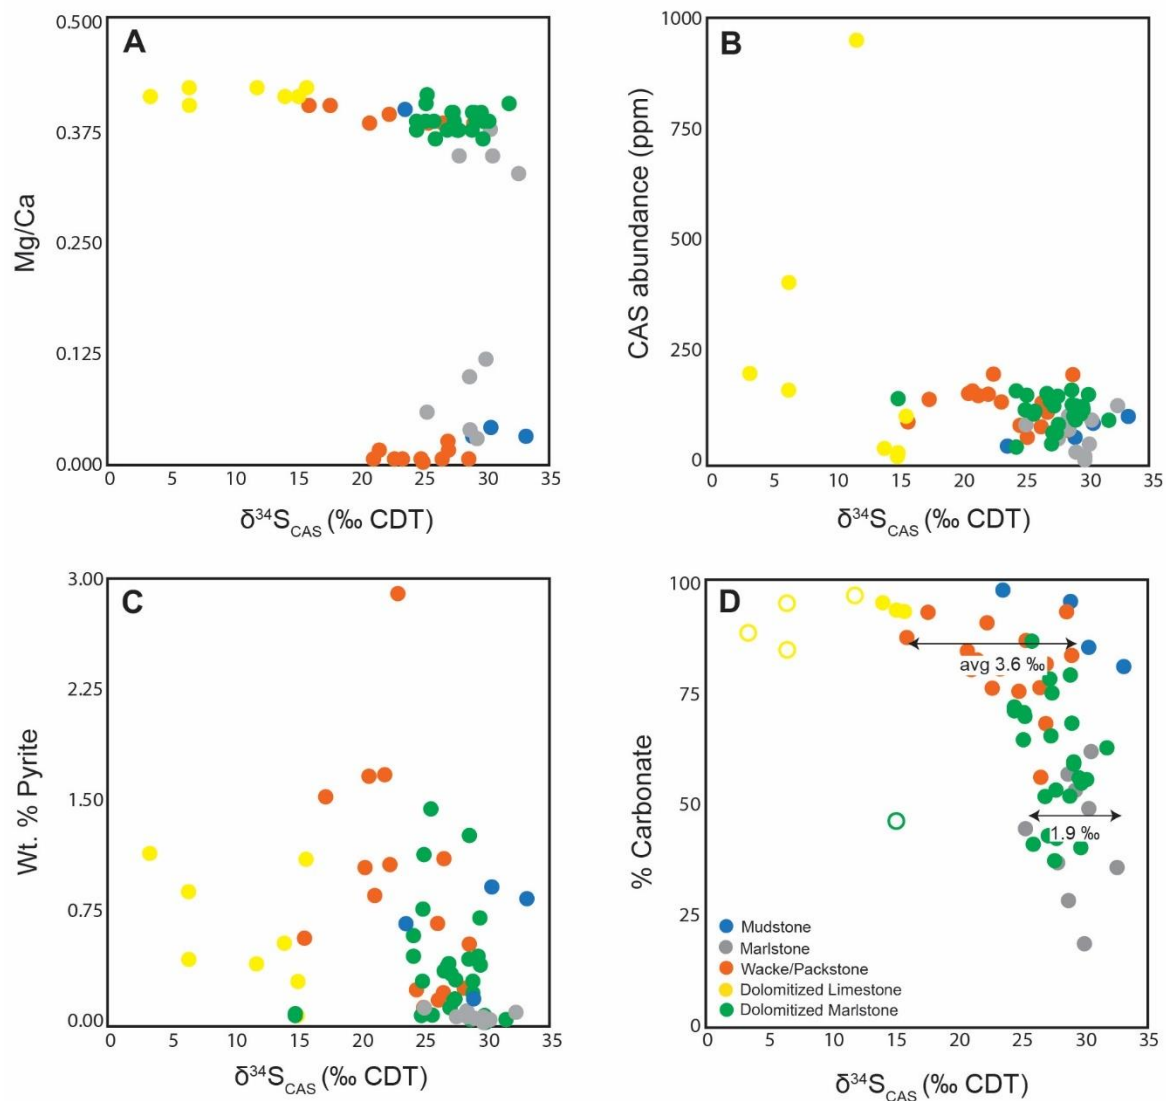 A
0.500
0.375
0.250
0.125
0.000
Mg/Ca
0 5 10 15 20 25 30 35
δ³⁴S_CAS (‰ CDT)
B
1000
750
500
250
0
CAS abundance (ppm)
0 5 10 15 20 25 30 35
δ³⁴S_CAS (‰ CDT)
C
3.00
2.25
1.50
0.75
0.00
Wt. % Pyrite
0 5 10 15 20 25 30 35
δ³⁴S_CAS (‰ CDT)
D
100
75
50
25
0
% Carbonate
avg 3.6 ‰
1.9 ‰
Mudstone
Marlstone
Wacke/Packstone
Dolomitized Limestone
Dolomitized Marlstone
0 5 10 15 20 25 30 35
δ³⁴S_CAS (‰ CDT)